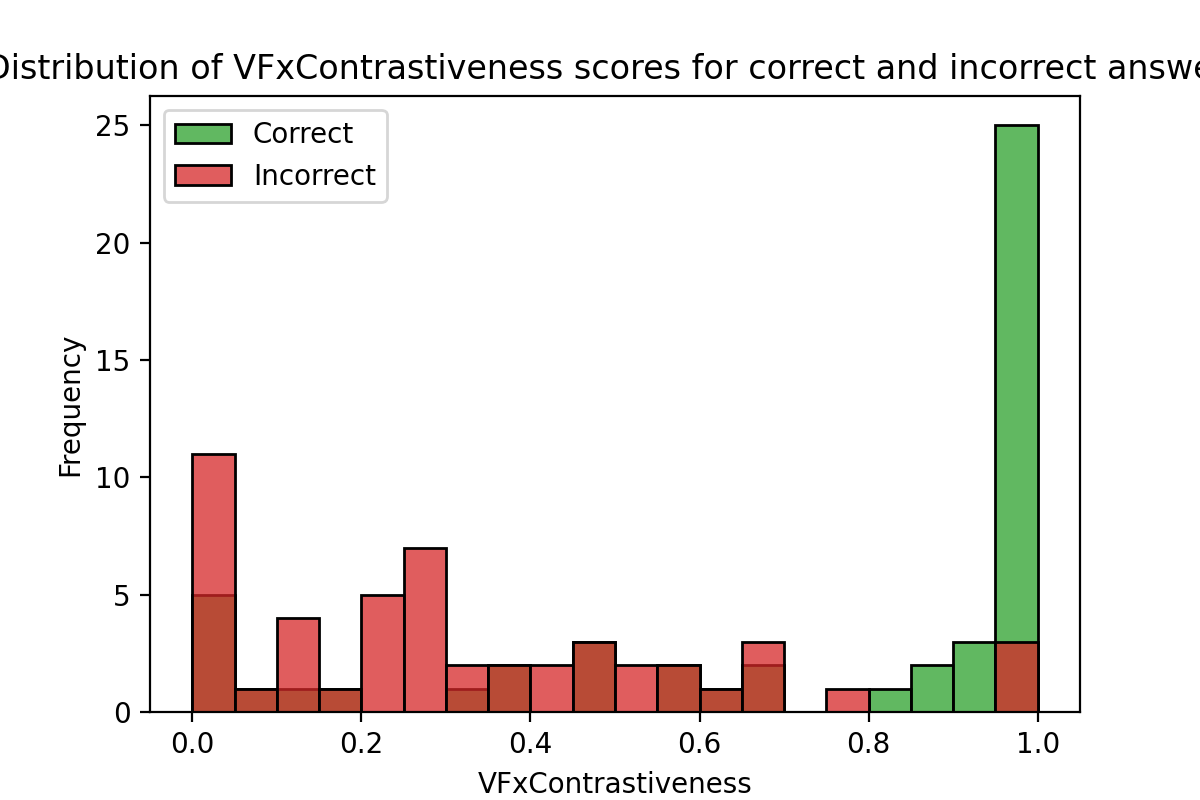 Distribution of VFxContrastiveness scores for correct and incorrect
Correct
Incorrect
25
20
15
10
5
0
Frequency
0.0 0.2 0.4 0.6 0.8 1.0
VFxContrastiveness